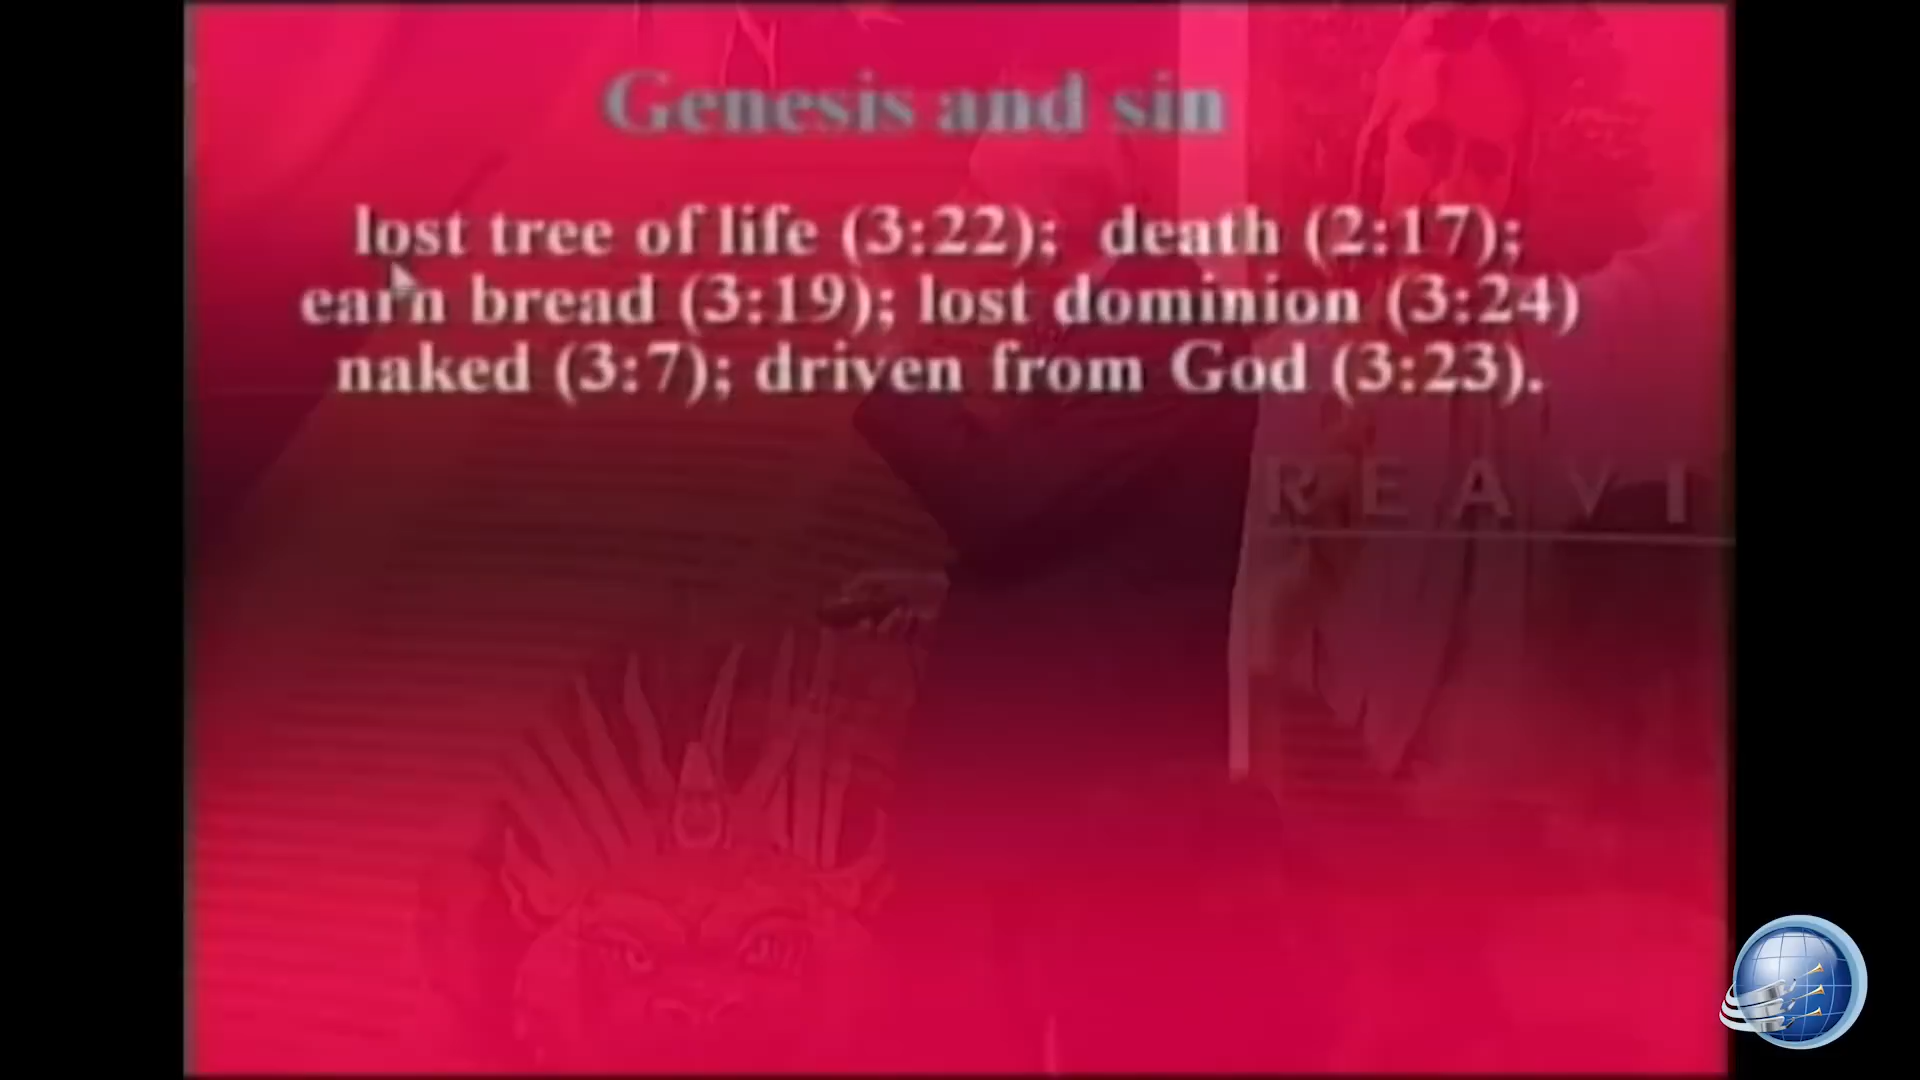 Genesis and sin
lost tree of life (3:22); death (2:17);
earn bread (3:19); lost dominion (3:24)
naked (3:7); driven from God (3:23).
REAVI